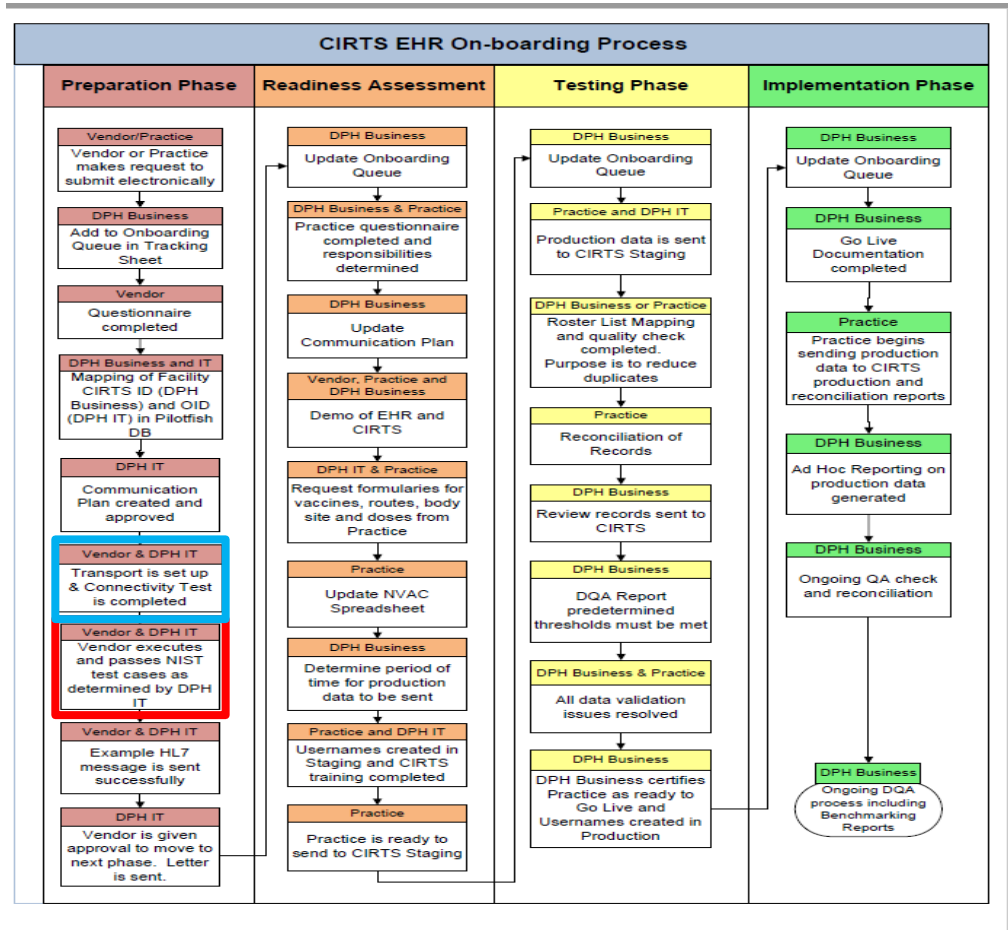 CIRTS EHR On-boarding Process
Preparation Phase
Readiness Assessment
Testing Phase
Implementation Phase
Vendor/Practice
Vendor or Practice
makes request to
submit electronically
DPH Business
Add to Onboarding
Queue in Tracking
Sheet
Vendor
Questionnaire
completed
DPH Business and IT
Mapping of Facility
CIRTS ID (DPH
Business) and OID
(DPH IT) in Pilotfish
DB
DPH IT
Communication
Plan created and
approved
Vendor & DPH IT
Transport is set up
& Connectivity Test
is completed
Vendor & DPH IT
Vendor executes
and passes NIST
test cases as
determined by DPH
IT
Vendor & DPH IT
Example HL7
message is sent
successfully
DPH IT
Vendor is given
approval to move to
next phase. Letter
is sent.
DPH Business
Update Onboarding
Queue
DPH Business & Practice
Practice questionnaire
completed and
responsibilities
determined
DPH Business
Update
Communication Plan
Vendor, Practice and
DPH Business
Demo of EHR and
CIRTS
DPH IT & Practice
Request formularies for
vaccines, routes, body
site and doses from
Practice
Practice
Update NVAC
Spreadsheet
DPH Business
Determine period of
time for production
data to be sent
Practice and DPH IT
Usernames created in
Staging and CIRTS
training completed
Practice
Practice is ready to
send to CIRTS Staging
DPH Business
Update Onboarding
Queue
Practice and DPH IT
Production data is sent
to CIRTS Staging
DPH Business or Practice
Roster List Mapping
and quality check
completed.
Purpose is to reduce
duplicates
Practice
Reconciliation of
Records
DPH Business
Review records sent to
CIRTS
DPH Business
DQA Report
predetermined
thresholds must be met
DPH Business & Practice
All data validation
issues resolved
DPH Business
DPH Business certifies
Practice as ready to
Go Live and
Usernames created in
Production
DPH Business
Update Onboarding
Queue
DPH Business
Go Live
Documentation
completed
Practice
Practice begins
sending production
data to CIRTS
production and
reconciliation reports
DPH Business
Ad Hoc Reporting on
production data
generated
DPH Business
Ongoing QA check
and reconciliation
DPH Business
Ongoing DQA
process including
Benchmarking
Reports